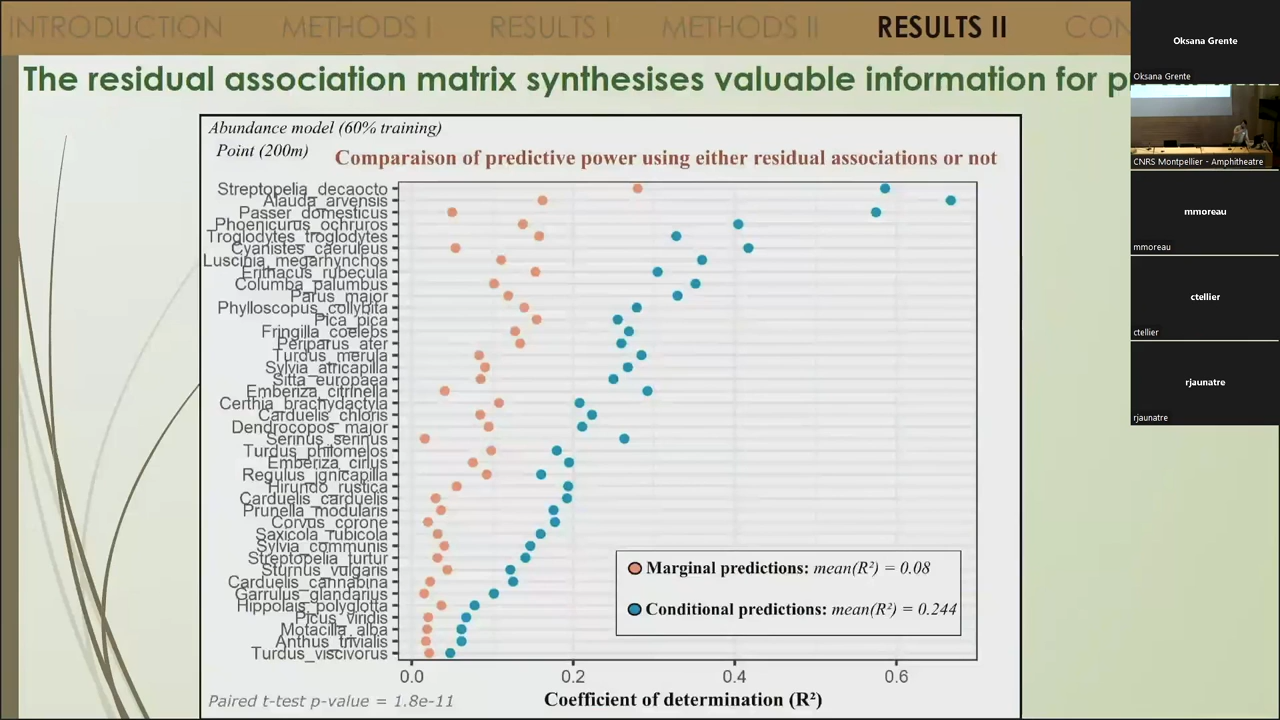 INTRODUCTION METHODS I RESULTS I METHODS II RESULTS II CON
The residual association matrix synthesises valuable information for
Abundance model (60% training)
Point (200m)
Comparaison of predictive power using either residual associations or not
Streptopelia_decaocto
Alauda_arvensis
Passer_domesticus
Phoenicurus_ochruros
Troglodytes_troglodytes
Cyanistes_caeruleus
Luscinia_megarhynchos
Erithacus_rubecula
Columba_palumbus
Parus_major
Phylloscopus_collybita
Pica_pica
Fringilla_coelebs
Periparus_ater
Turdus_merula
Sylvia_atricapilla
Sitta_europaea
Emberiza_citrinella
Certhia_brachydactyla
Carduelis_chloris
Dendrocopos_major
Serinus_serinus
Turdus_philomelos
Emberiza_cirlus
Regulus_ignicapilla
Hirundo_rustica
Carduelis_carduelis
Prunella_modularis
Corvus_corone
Saxicola_rubicola
Sylvia_communis
Streptopelia_turtur
Sturnus_vulgaris
Carduelis_cannabina
Garrulus_glandarius
Hippolais_polyglotta
Picus_viridis
Motacilla_alba
Anthus_trivialis
Turdus_viscivorus
Marginal predictions: mean(R²) = 0.08
Conditional predictions: mean(R²) = 0.244
0.0 0.2 0.4 0.6
Coefficient of determination (R²)
Paired t-test p-value = 1.8e-11
Oksana Grente
Oksana Grente
CNRS Montpellier - Amphitheatre
mmoreau
mmoreau
ctellier
ctellier
rjaunatre
rjaunatre